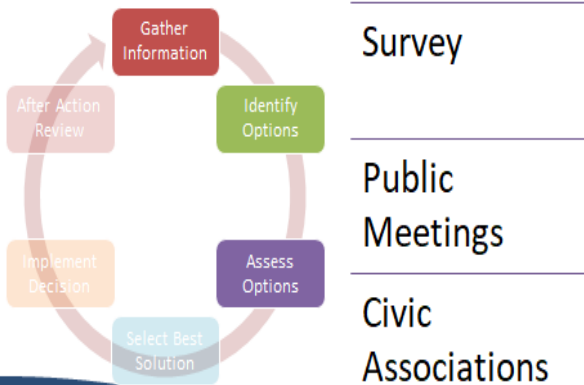 Gather
Information
Identify
Options
Assess
Options
Select Best
Solution
Implement
Decision
After Action
Review
Survey
Public
Meetings
Civic
Associations